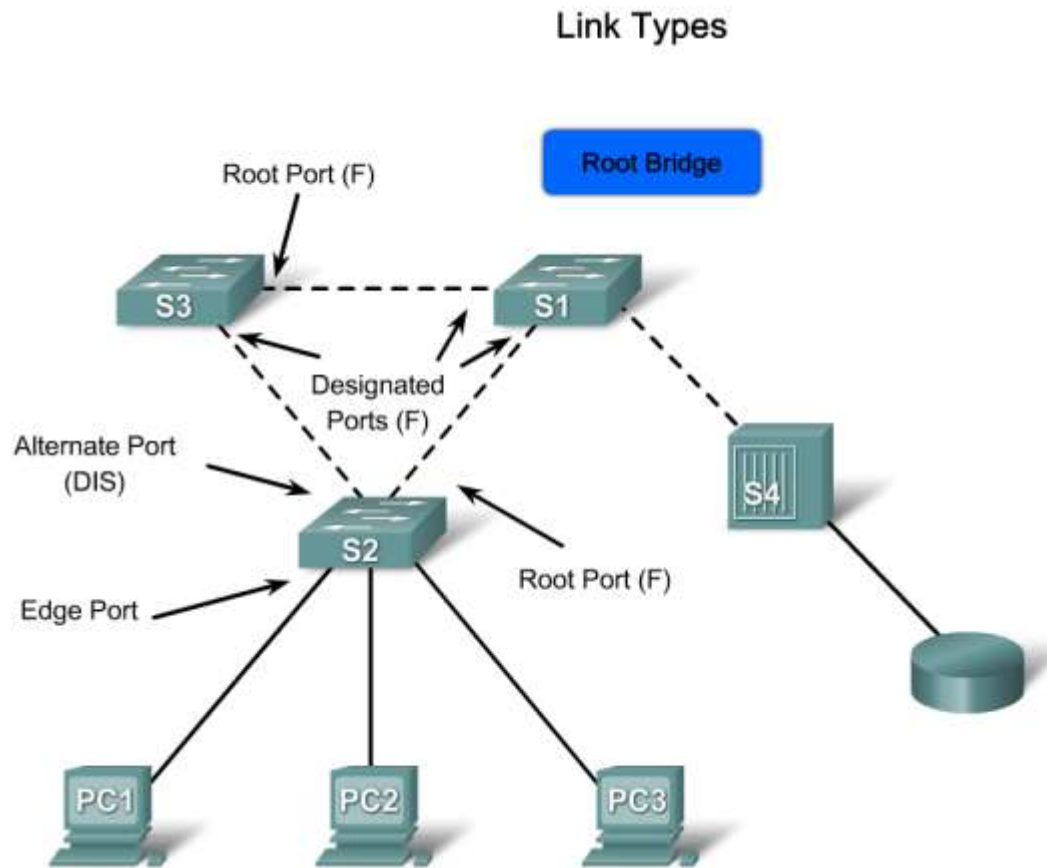 Link Types
Root Bridge
Root Port (F)
S3
S1
Designated
Ports (F)
Alternate Port
(DIS)
S4
S2
Root Port (F)
Edge Port
PC1
PC2
PC3